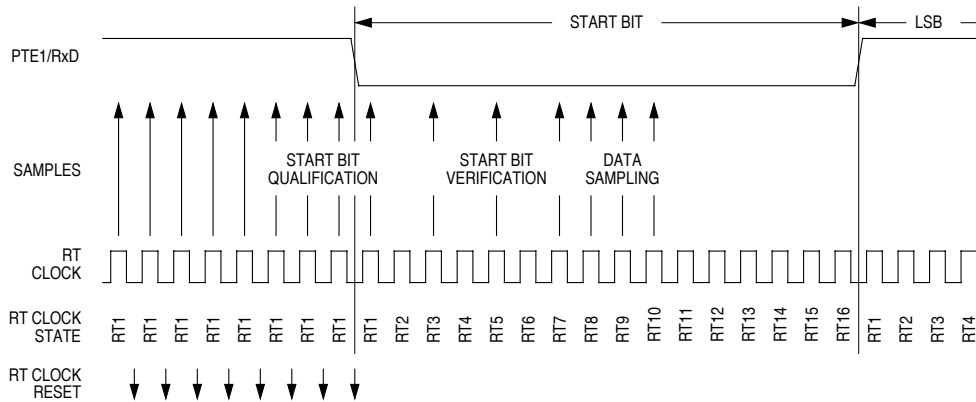 START BIT
LSB
PTE1/RxD
SAMPLES
START BIT
QUALIFICATION
START BIT
VERIFICATION
DATA
SAMPLING
RT
CLOCK
RT CLOCK
STATE
RT1 RT1 RT1 RT1 RT1 RT1 RT1 RT1 RT1 RT2 RT3 RT4 RT5 RT6 RT7 RT8 RT9 RT10 RT11 RT12 RT13 RT14 RT15 RT16 RT1 RT2 RT3 RT4
RT CLOCK
RESET